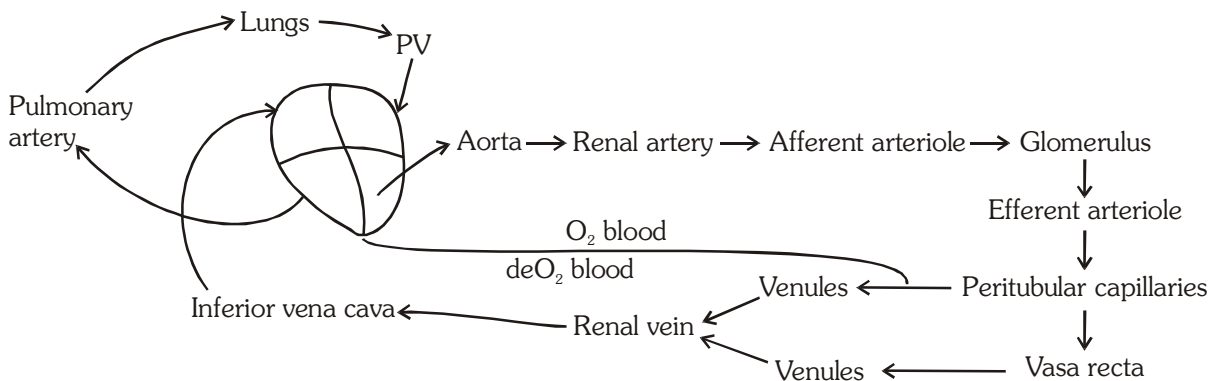 Lungs
PV
Pulmonary
artery
Aorta
Renal artery
Afferent arteriole
Glomerulus
Efferent arteriole
O₂ blood
deO₂ blood
Venules
Peritubular capillaries
Inferior vena cava
Renal vein
Venules
Vasa recta